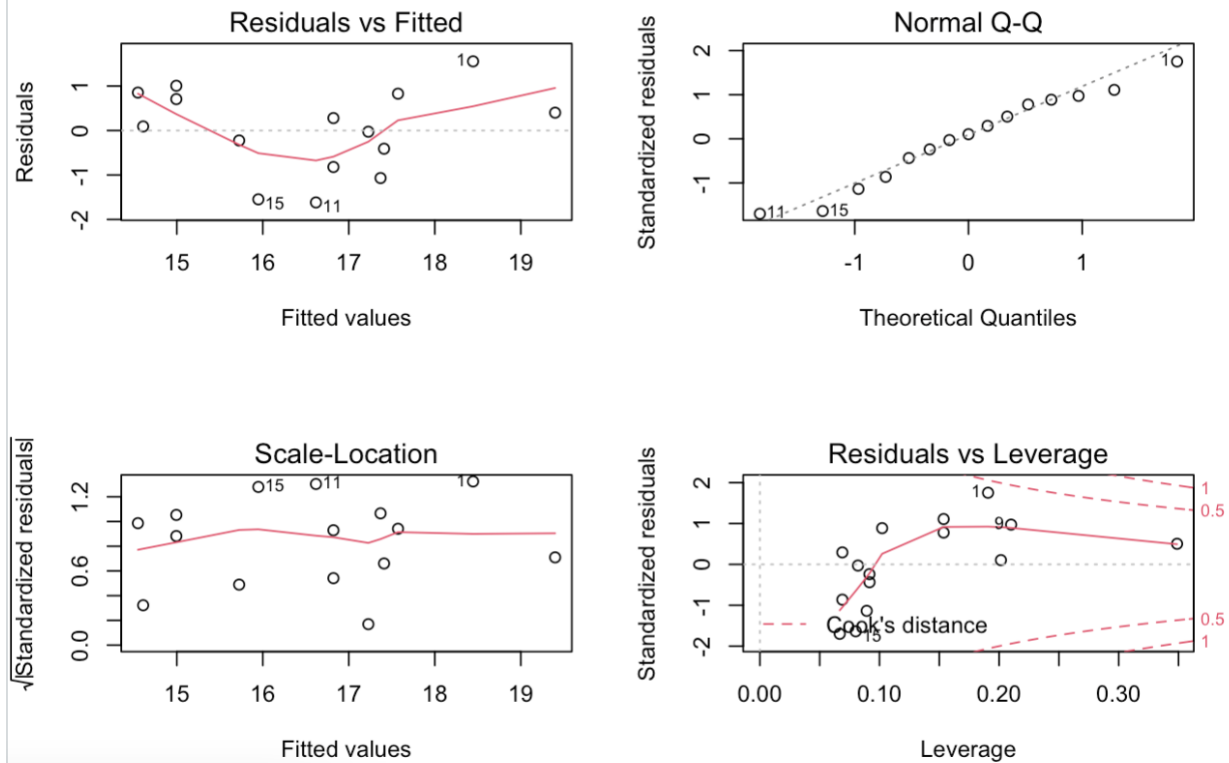 Residuals vs Fitted
Residuals
1
0
-1
-2
1
15
11
15 16 17 18 19
Fitted values
Normal Q-Q
Standardized residuals
2
1
0
-1
1
11
15
-1 0 1
Theoretical Quantiles
Scale-Location
√|Standardized residuals|
1.2
0.6
0.0
15
11
1
15 16 17 18 19
Fitted values
Residuals vs Leverage
Standardized residuals
2
1
0
-1
-2
1
9
15
Cook's distance
1
0.5
0.5
1
0.00 0.10 0.20 0.30
Leverage